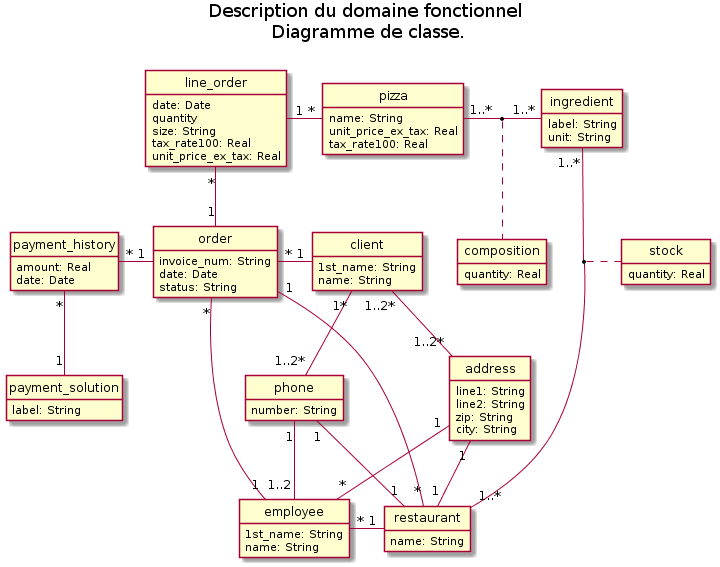 Description du domaine fonctionnel
Diagramme de classe.
line_order
date: Date
quantity
size: String
tax_rate100: Real
unit_price_ex_tax: Real
1 *
pizza
name: String
unit_price_ex_tax: Real
tax_rate100: Real
1..*
1..*
ingredient
label: String
unit: String
1..*
*
1
payment_history
amount: Real
date: Date
* 1
order
invoice_num: String
date: Date
status: String
* 1
client
1st_name: String
name: String
composition
quantity: Real
stock
quantity: Real
*
1
*
1
1*
1..2*
1..2*
1..2*
payment_solution
label: String
phone
number: String
address
line1: String
line2: String
zip: String
city: String
1
1
1
1
1
1..2
*
1
*
1
1..*
employee
1st_name: String
name: String
* 1
restaurant
name: String